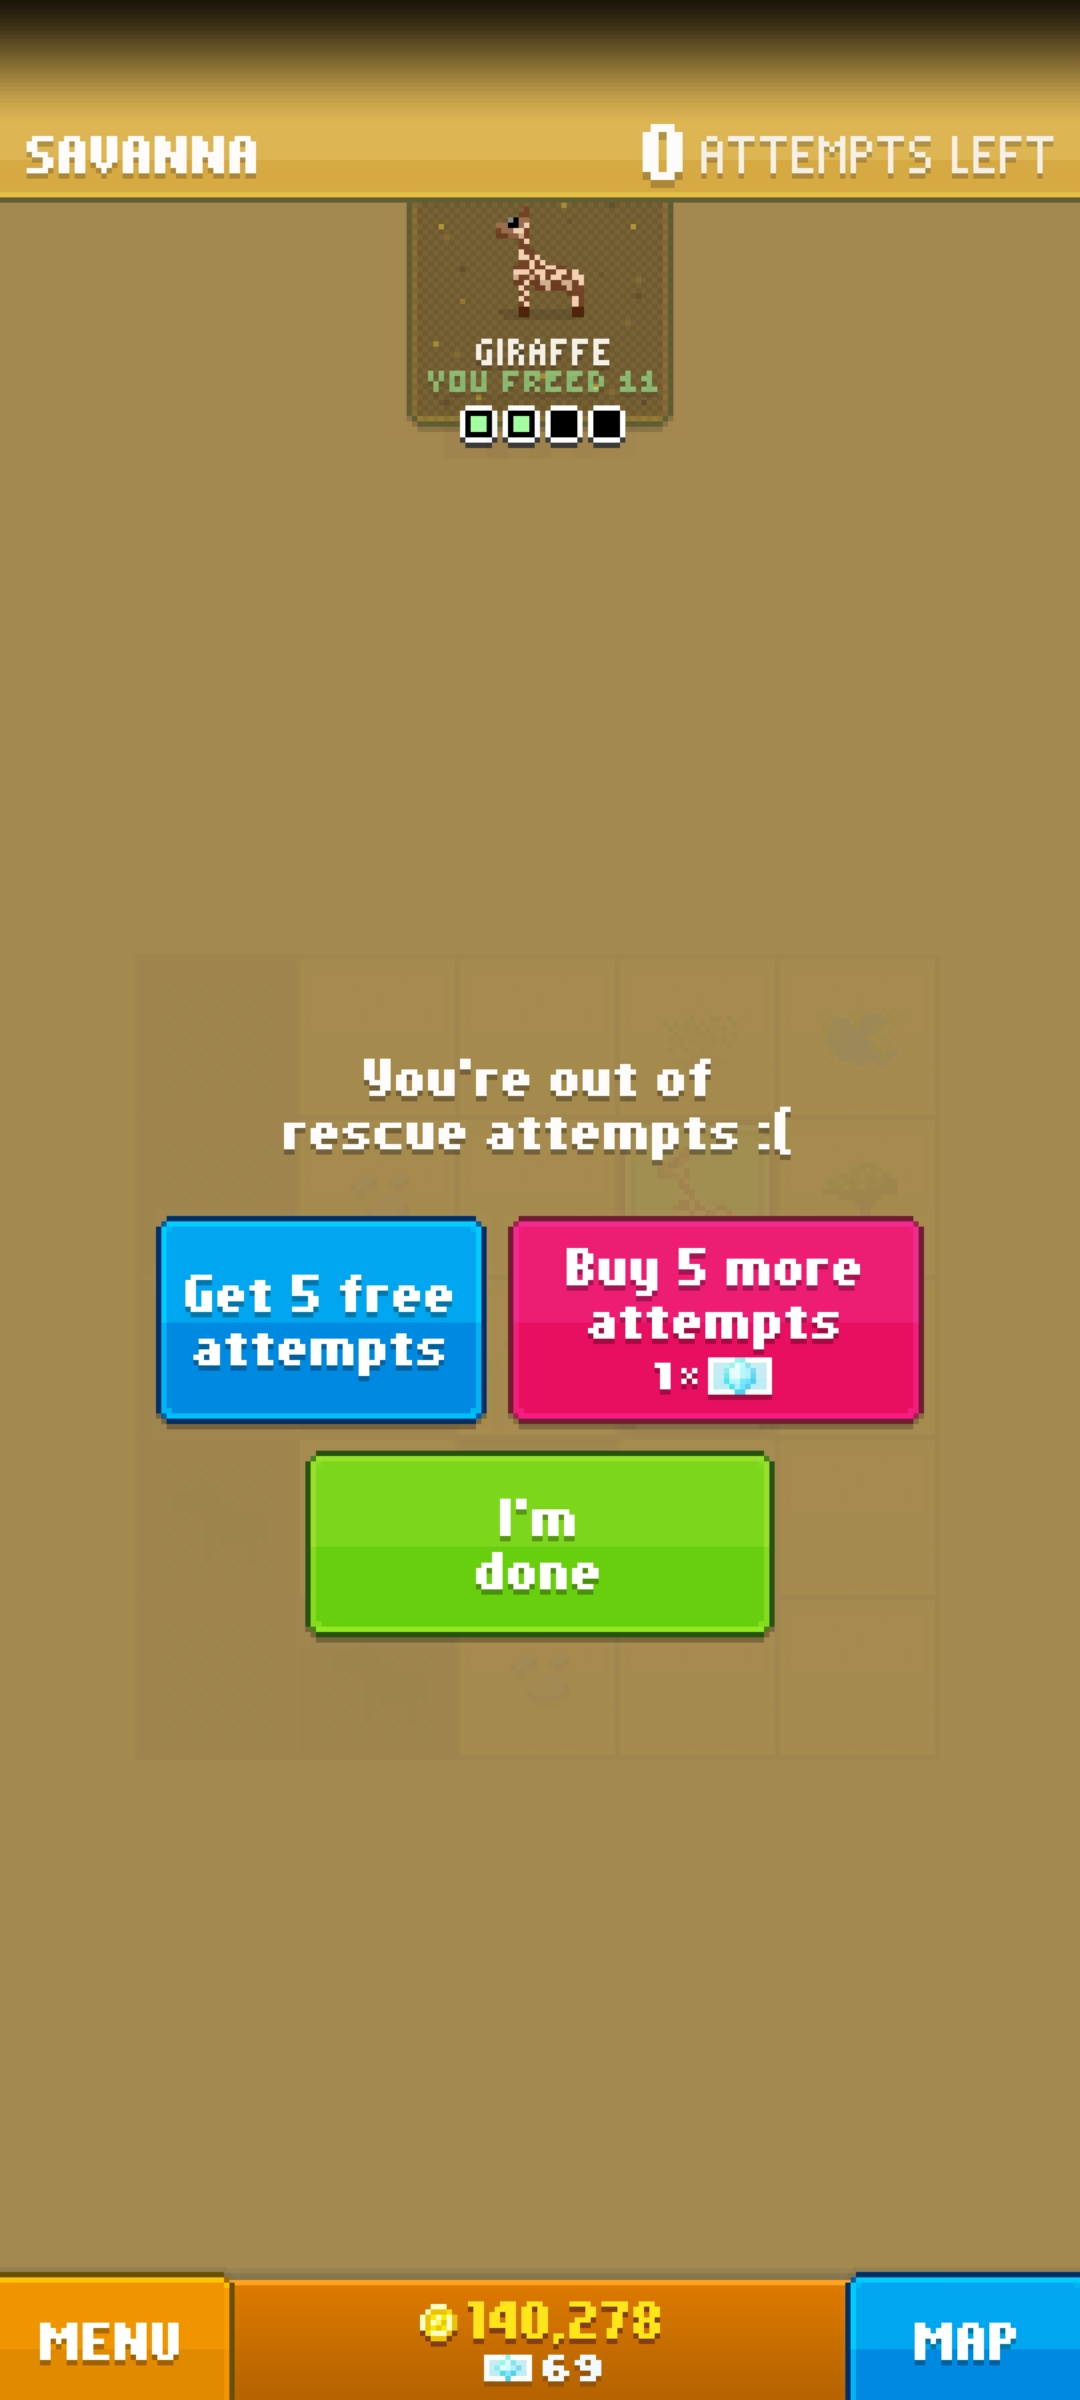 SAVANNA
0 ATTEMPTS LEFT
GIRAFFE
YOU FREED 11
You're out of
rescue attempts :(
Get 5 free
attempts
Buy 5 more
attempts
1×
I'm
done
MENU
140,278
69
MAP